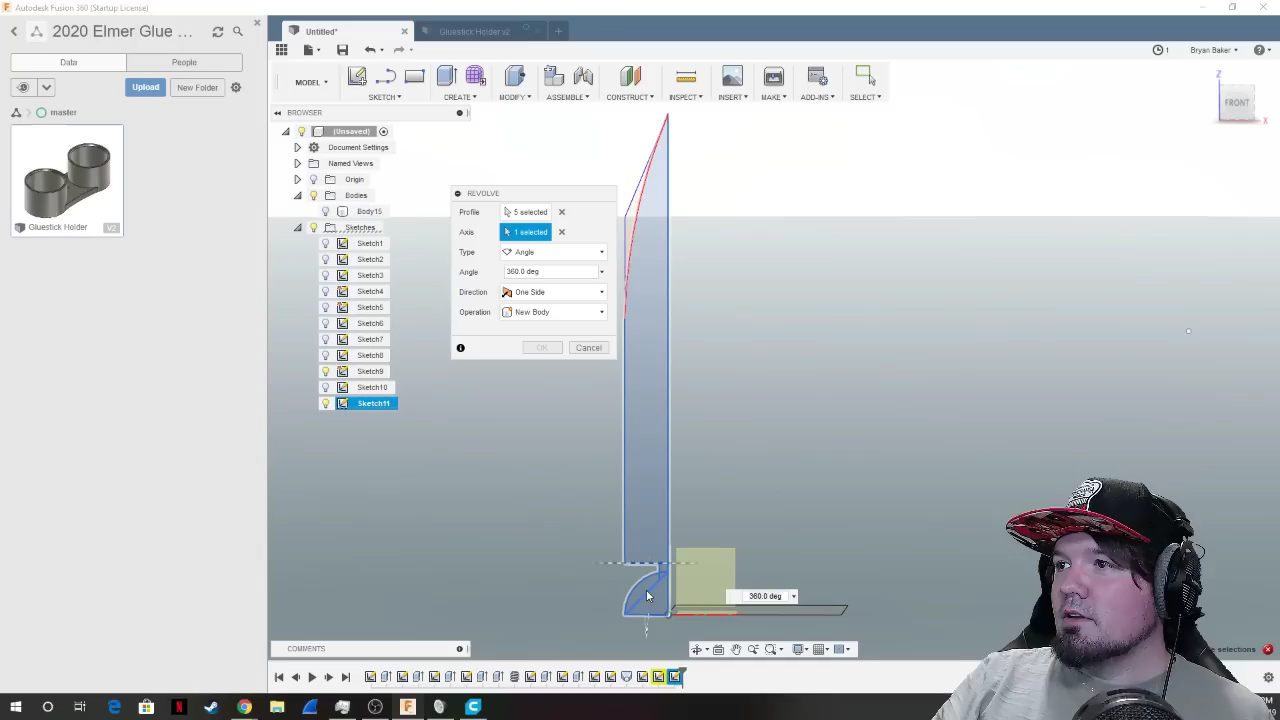 Autodesk Fusion 360 (Startup License)
2020 Elmer Glue ...
Untitled*
Gluestick Holder v2
Data
People
1
Bryan Baker
Upload
New Folder
MODEL
SKETCH
CREATE
MODIFY
ASSEMBLE
CONSTRUCT
INSPECT
INSERT
MAKE
ADD-INS
SELECT
master
BROWSER
Z
FRONT
X
(Unsaved)
Document Settings
Named Views
Origin
Bodies
Body15
Sketches
Sketch1
Sketch2
Sketch3
Sketch4
Sketch5
Sketch6
Sketch7
Sketch8
Sketch9
Sketch10
Sketch11
Gluestick Holder
V2
REVOLVE
Profile 5 selected
Axis 1 selected
Type Angle
Angle 360.0 deg
Direction One Side
Operation New Body
OK Cancel
360.0 deg
COMMENTS
selections